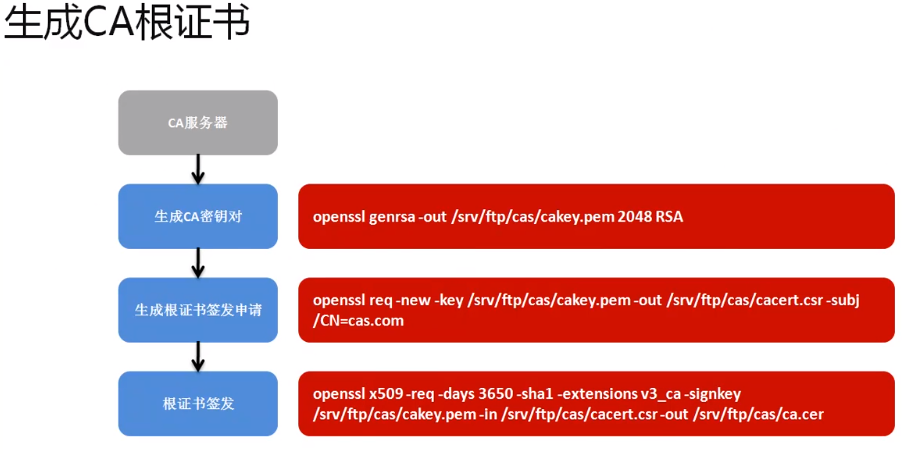 生成CA根证书
CA服务器
生成CA密钥对
openssl genrsa -out /srv/ftp/cas/cakey.pem 2048 RSA
生成根证书签发申请
openssl req -new -key /srv/ftp/cas/cakey.pem -out /srv/ftp/cas/cacert.csr -subj
/CN=cas.com
根证书签发
openssl x509 -req -days 3650 -sha1 -extensions v3_ca -signkey
/srv/ftp/cas/cakey.pem -in /srv/ftp/cas/cacert.csr -out /srv/ftp/cas/ca.cer